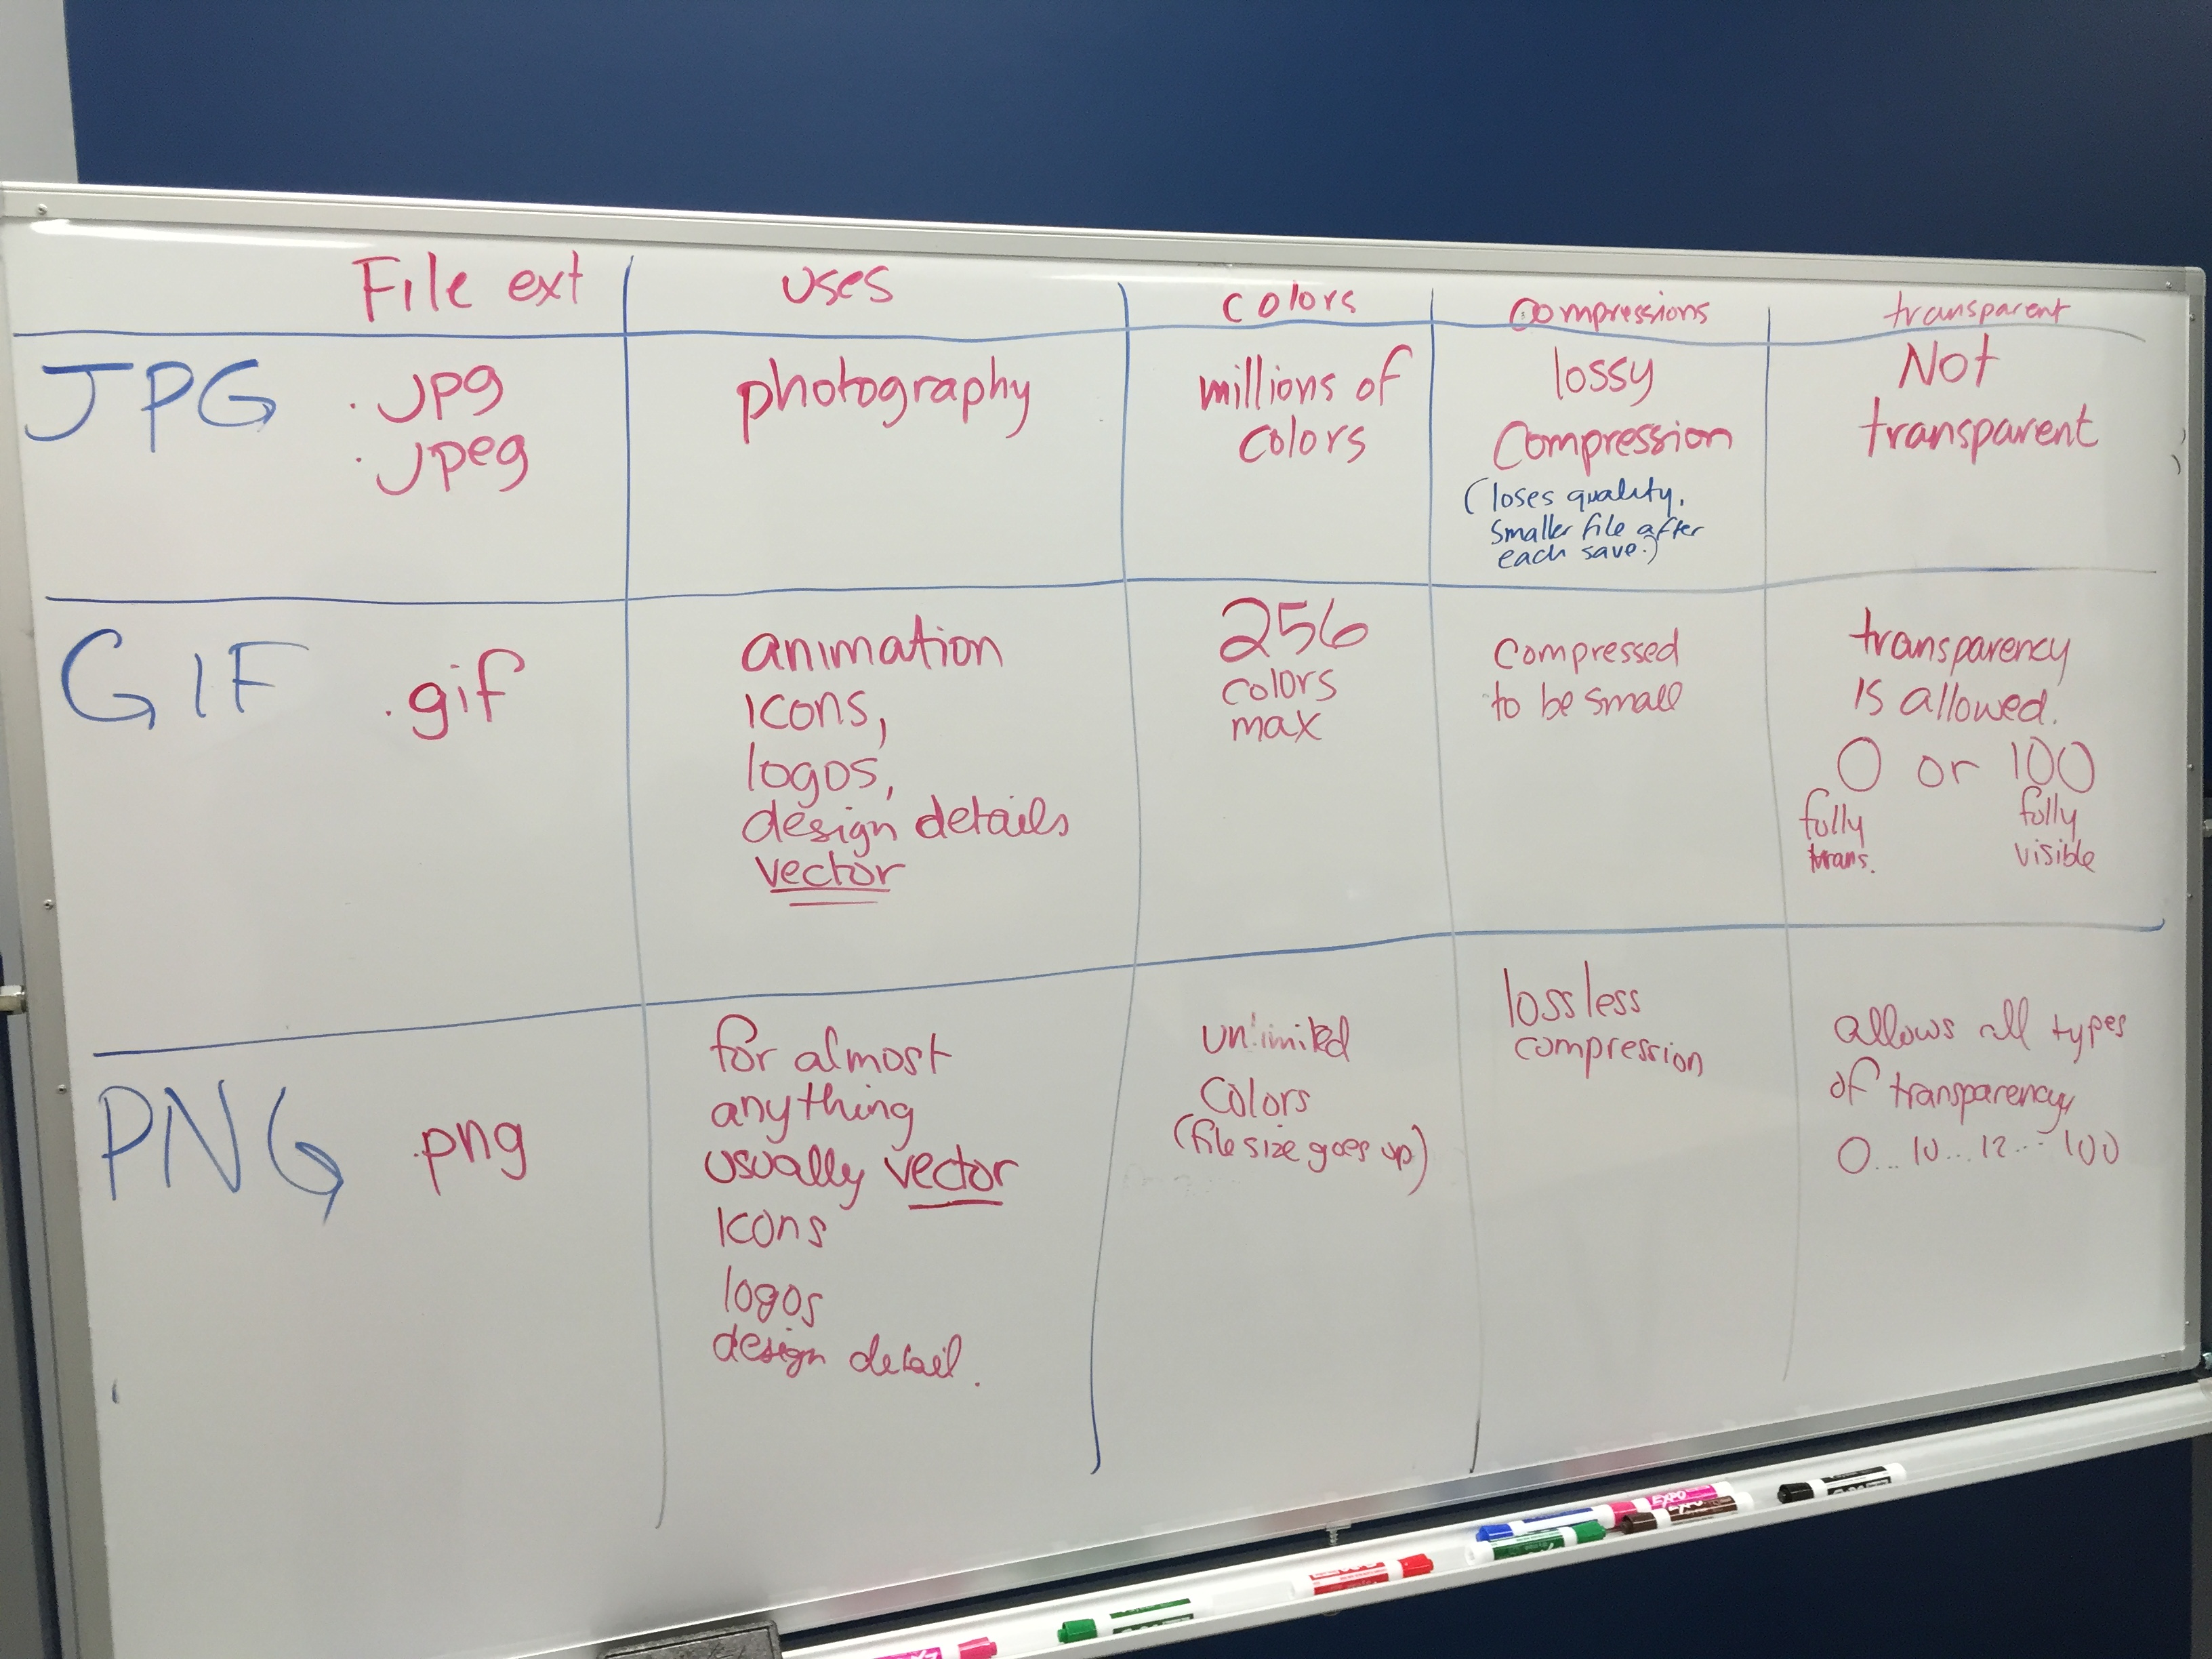 File ext
uses
colors
compressions
transparent
JPG
.jpg
.jpeg
photography
millions of
colors
lossy
compression
(loses quality.
smaller file after
each save.)
Not
transparent
GIF
.gif
animation
icons,
logos,
design details
vector
256
colors
max
compressed
to be small
transparency
is allowed.
0 or 100
fully
trans.
fully
visible
PNG
.png
for almost
anything
usually vector
icons
logos
design detail.
unlimited
colors
(file size goes up)
lossless
compression
allows all types
of transparency
0...10...12...100
EXPO